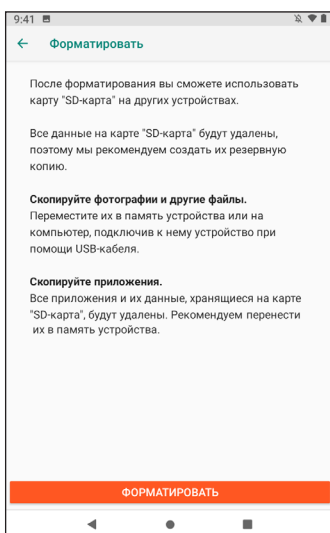 9:41
Форматировать
После форматирования вы сможете использовать
карту "SD-карта" на других устройствах.
Все данные на карте "SD-карта" будут удалены,
поэтому мы рекомендуем создать их резервную
копию.
Скопируйте фотографии и другие файлы.
Переместите их в память устройства или на
компьютер, подключив к нему устройство при
помощи USB-кабеля.
Скопируйте приложения.
Все приложения и их данные, хранящиеся на карте
"SD-карта", будут удалены. Рекомендуем перенести
их в память устройства.
ФОРМАТИРОВАТЬ